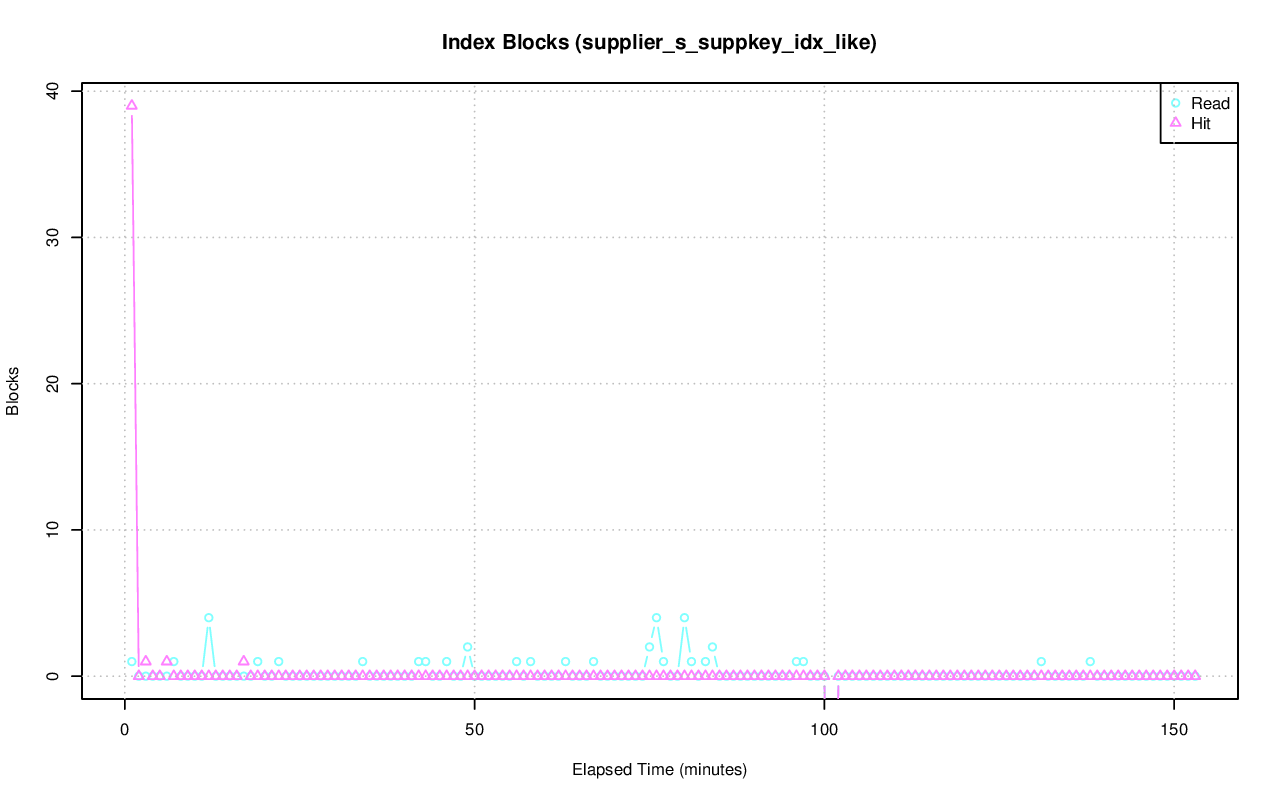 Index Blocks (supplier_s_suppkey_idx_like)
Read
Hit
40
30
20
10
0
Blocks
0 50 100 150
Elapsed Time (minutes)